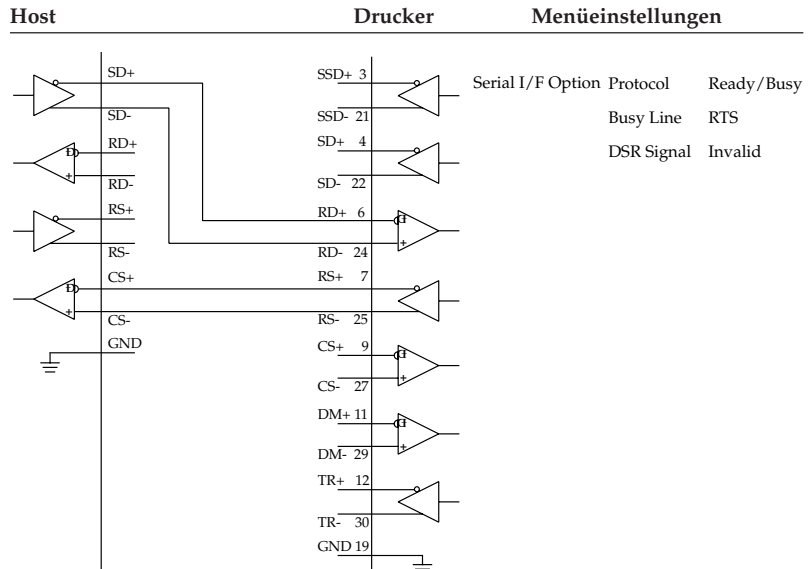 Host Drucker Menüeinstellungen
SD+ SSD+ 3 Serial I/F Option Protocol Ready/Busy
SD- SSD- 21 Busy Line RTS
RD+ SD+ 4 DSR Signal Invalid
RD- SD- 22
RS+ RD+ 6
RS- RD- 24
CS+ RS+ 7
CS- RS- 25
GND CS+ 9
CS- 27
DM+ 11
DM- 29
TR+ 12
TR- 30
GND 19